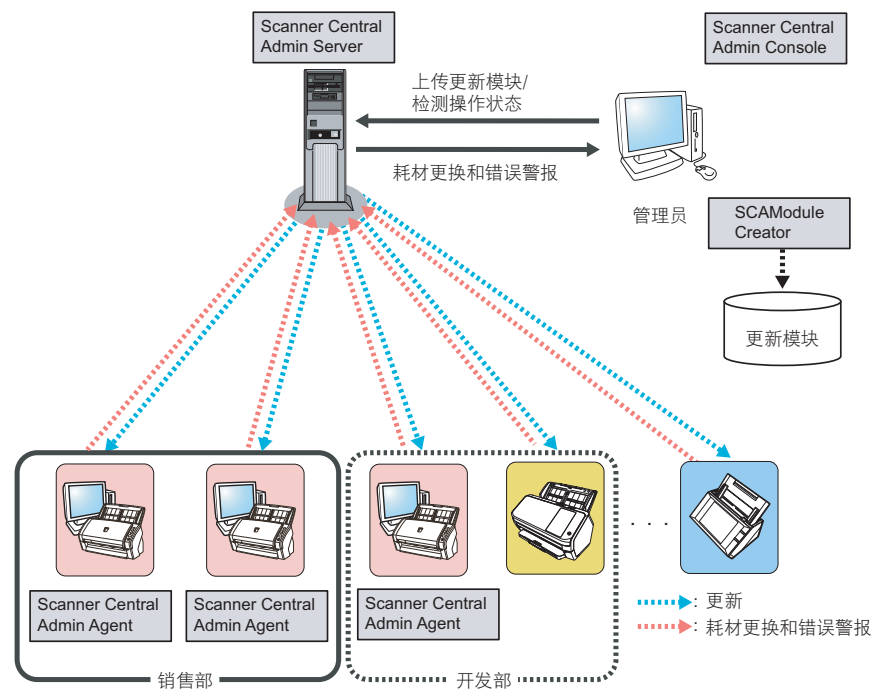 Scanner Central
Admin Server
Scanner Central
Admin Console
上传更新模块/
检测操作状态
耗材更换和错误警报
管理员
SCAModule
Creator
更新模块
. . .
Scanner Central
Admin Agent
Scanner Central
Admin Agent
Scanner Central
Admin Agent
: 更新
: 耗材更换和错误警报
销售部
开发部